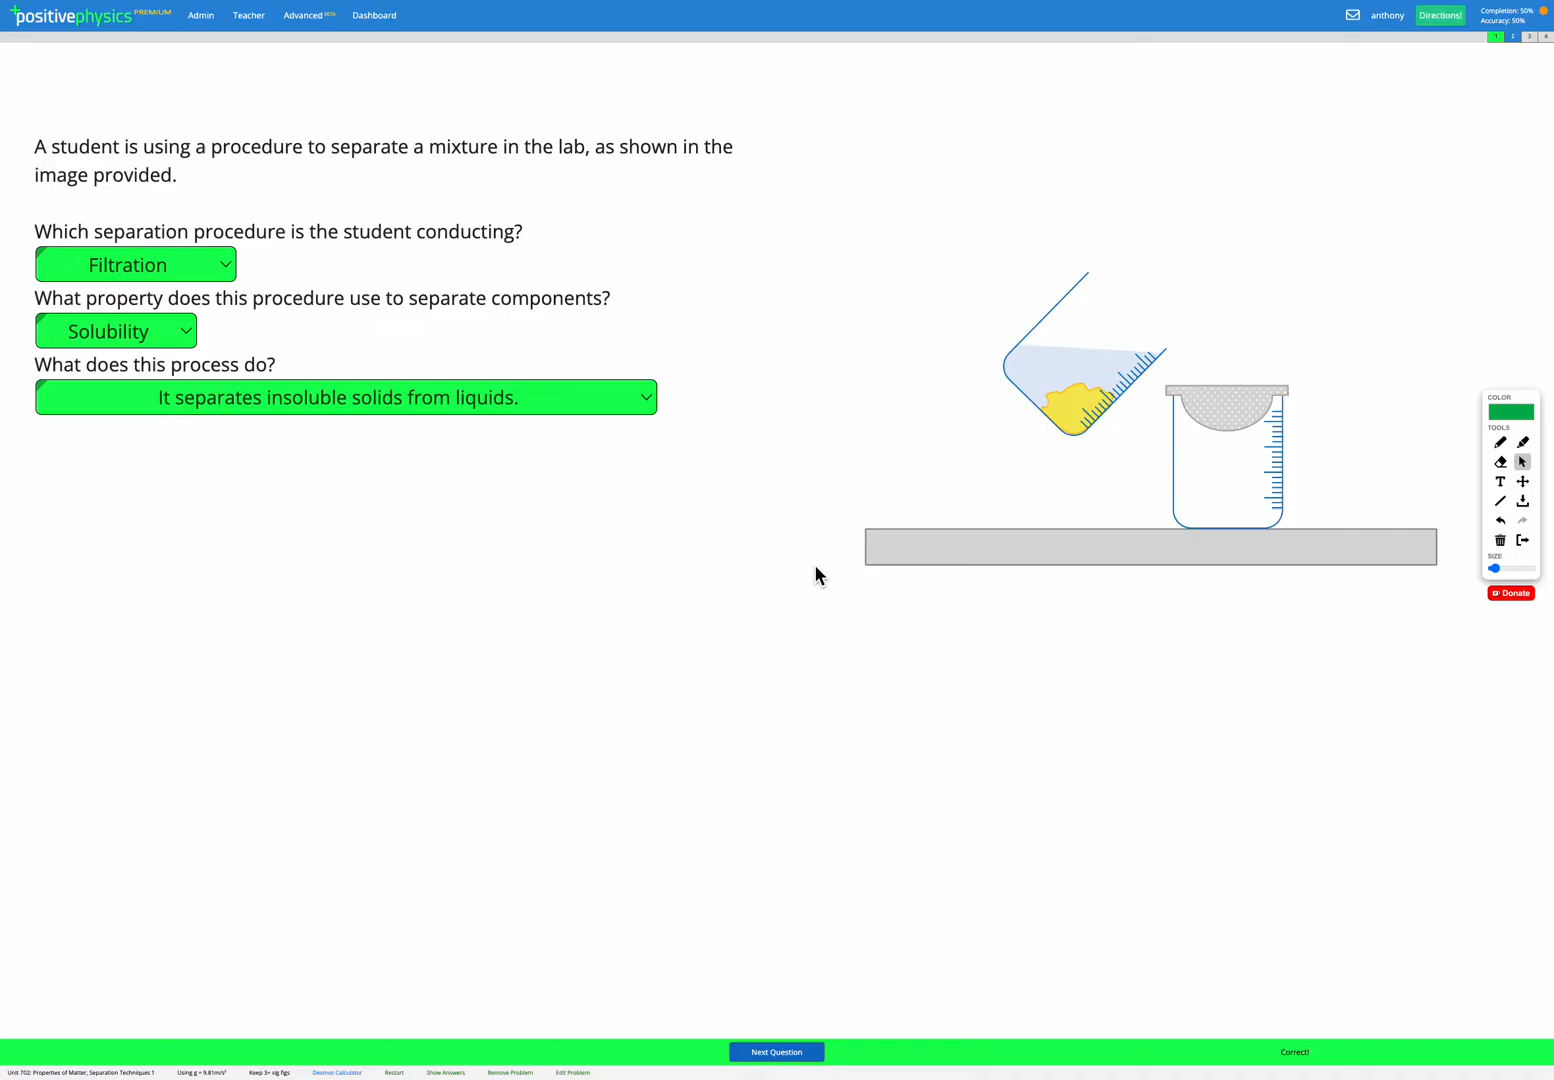 +positivephysics PREMIUM Admin Teacher Advanced BETA Dashboard anthony Directions! Completion: 50%
Accuracy: 50%
1 2 3 4
A student is using a procedure to separate a mixture in the lab, as shown in the
image provided.
Which separation procedure is the student conducting?
Filtration
What property does this procedure use to separate components?
Solubility
What does this process do?
It separates insoluble solids from liquids.
COLOR
TOOLS
T
SIZE
Donate
Next Question Correct!
Unit 702: Properties of Matter, Separation Techniques 1 Using g = 9.81m/s² Keep 3+ sig figs Desmos Calculator Restart Show Answers Remove Problem Edit Problem